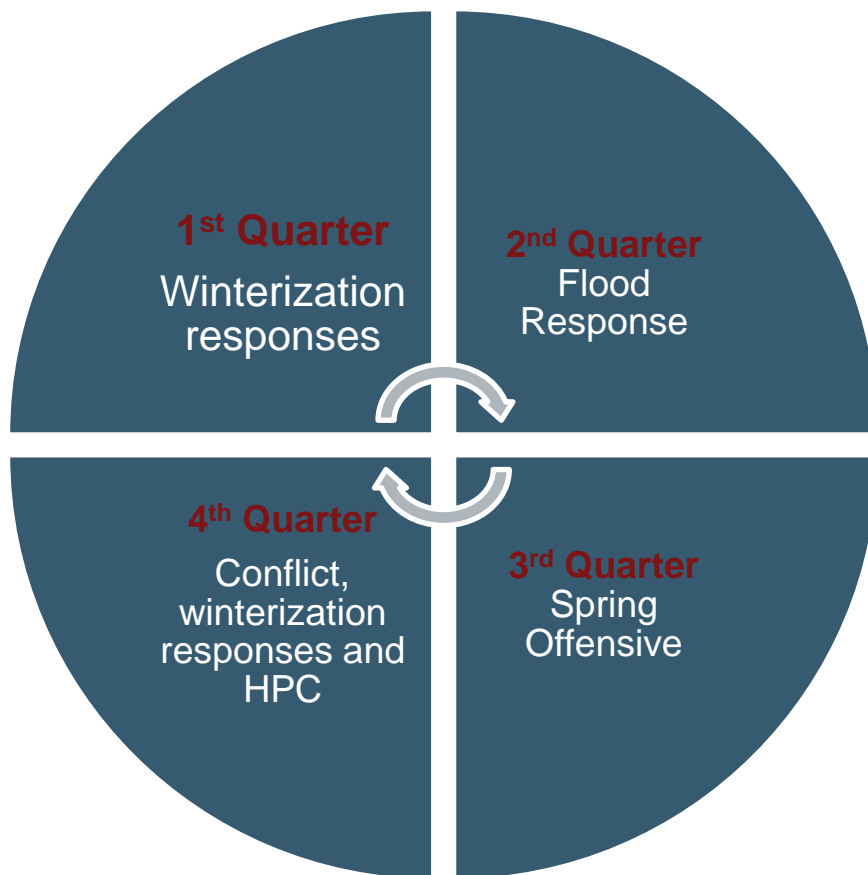 1st Quarter
Winterization
responses
2nd Quarter
Flood
Response
4th Quarter
Conflict,
winterization
responses and
HPC
3rd Quarter
Spring
Offensive